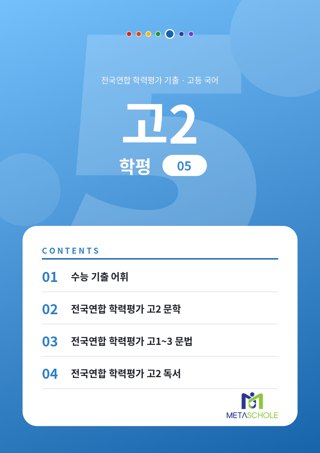 전국연합 학력평가 기출 · 고등 국어
5
고2
학평 05
CONTENTS
01 수능 기출 어휘
02 전국연합 학력평가 고2 문학
03 전국연합 학력평가 고1~3 문법
04 전국연합 학력평가 고2 독서
METASCHOLE